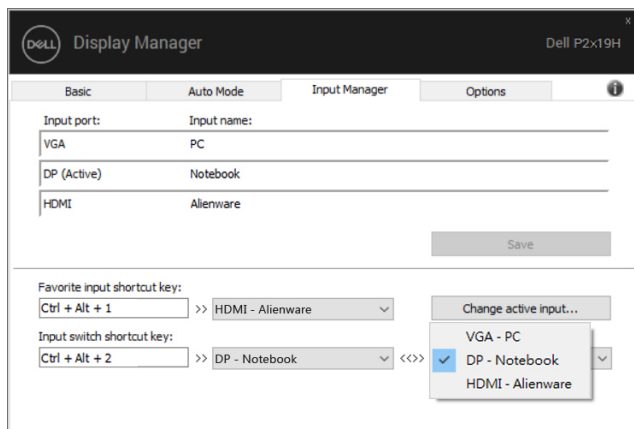 DELL Display Manager Dell P2x19H
x
Basic Auto Mode Input Manager Options i
Input port: Input name:
VGA PC
DP (Active) Notebook
HDMI Alienware
Save
Favorite input shortcut key:
Ctrl + Alt + 1 >> HDMI - Alienware Change active input...
Input switch shortcut key:
Ctrl + Alt + 2 >> DP - Notebook <<>>
VGA - PC
DP - Notebook
HDMI - Alienware